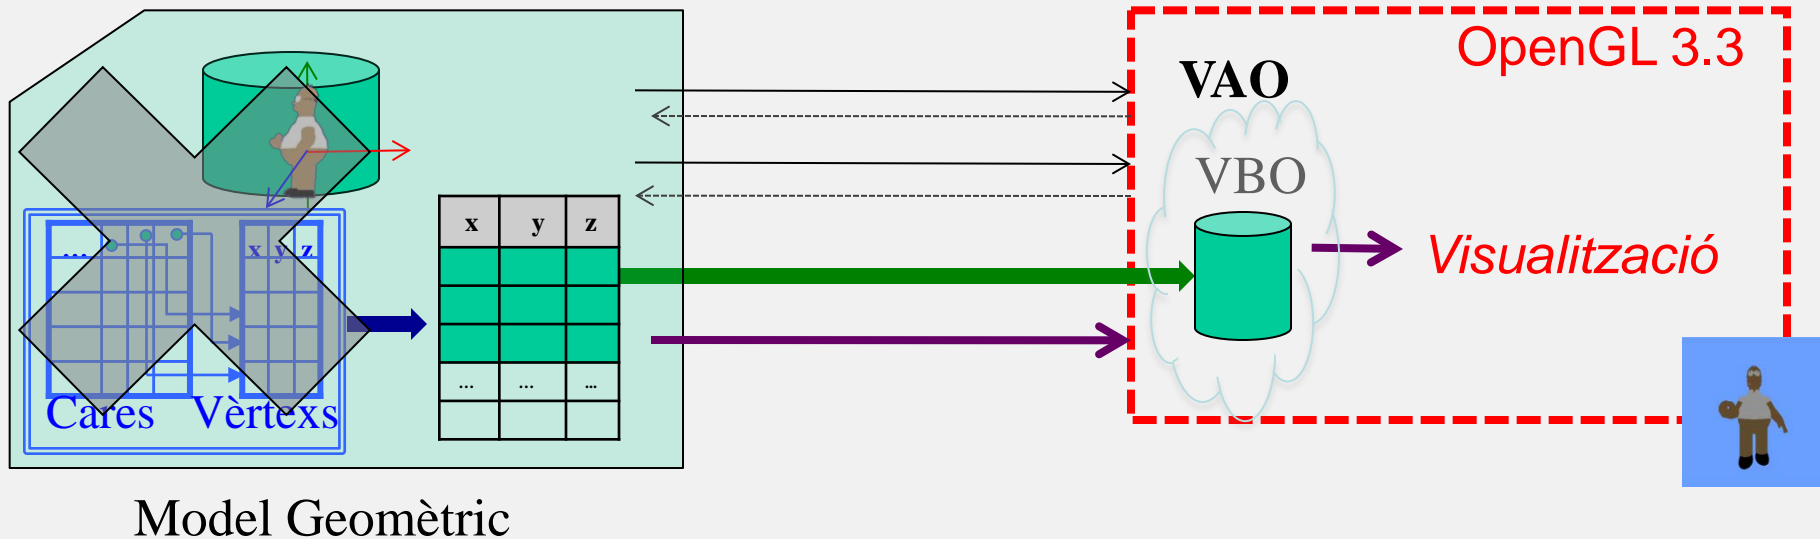 OpenGL 3.3
VAO
VBO
x y z
... x y z
Visualització
... ... ...
Cares Vèrtexs
Model Geomètric